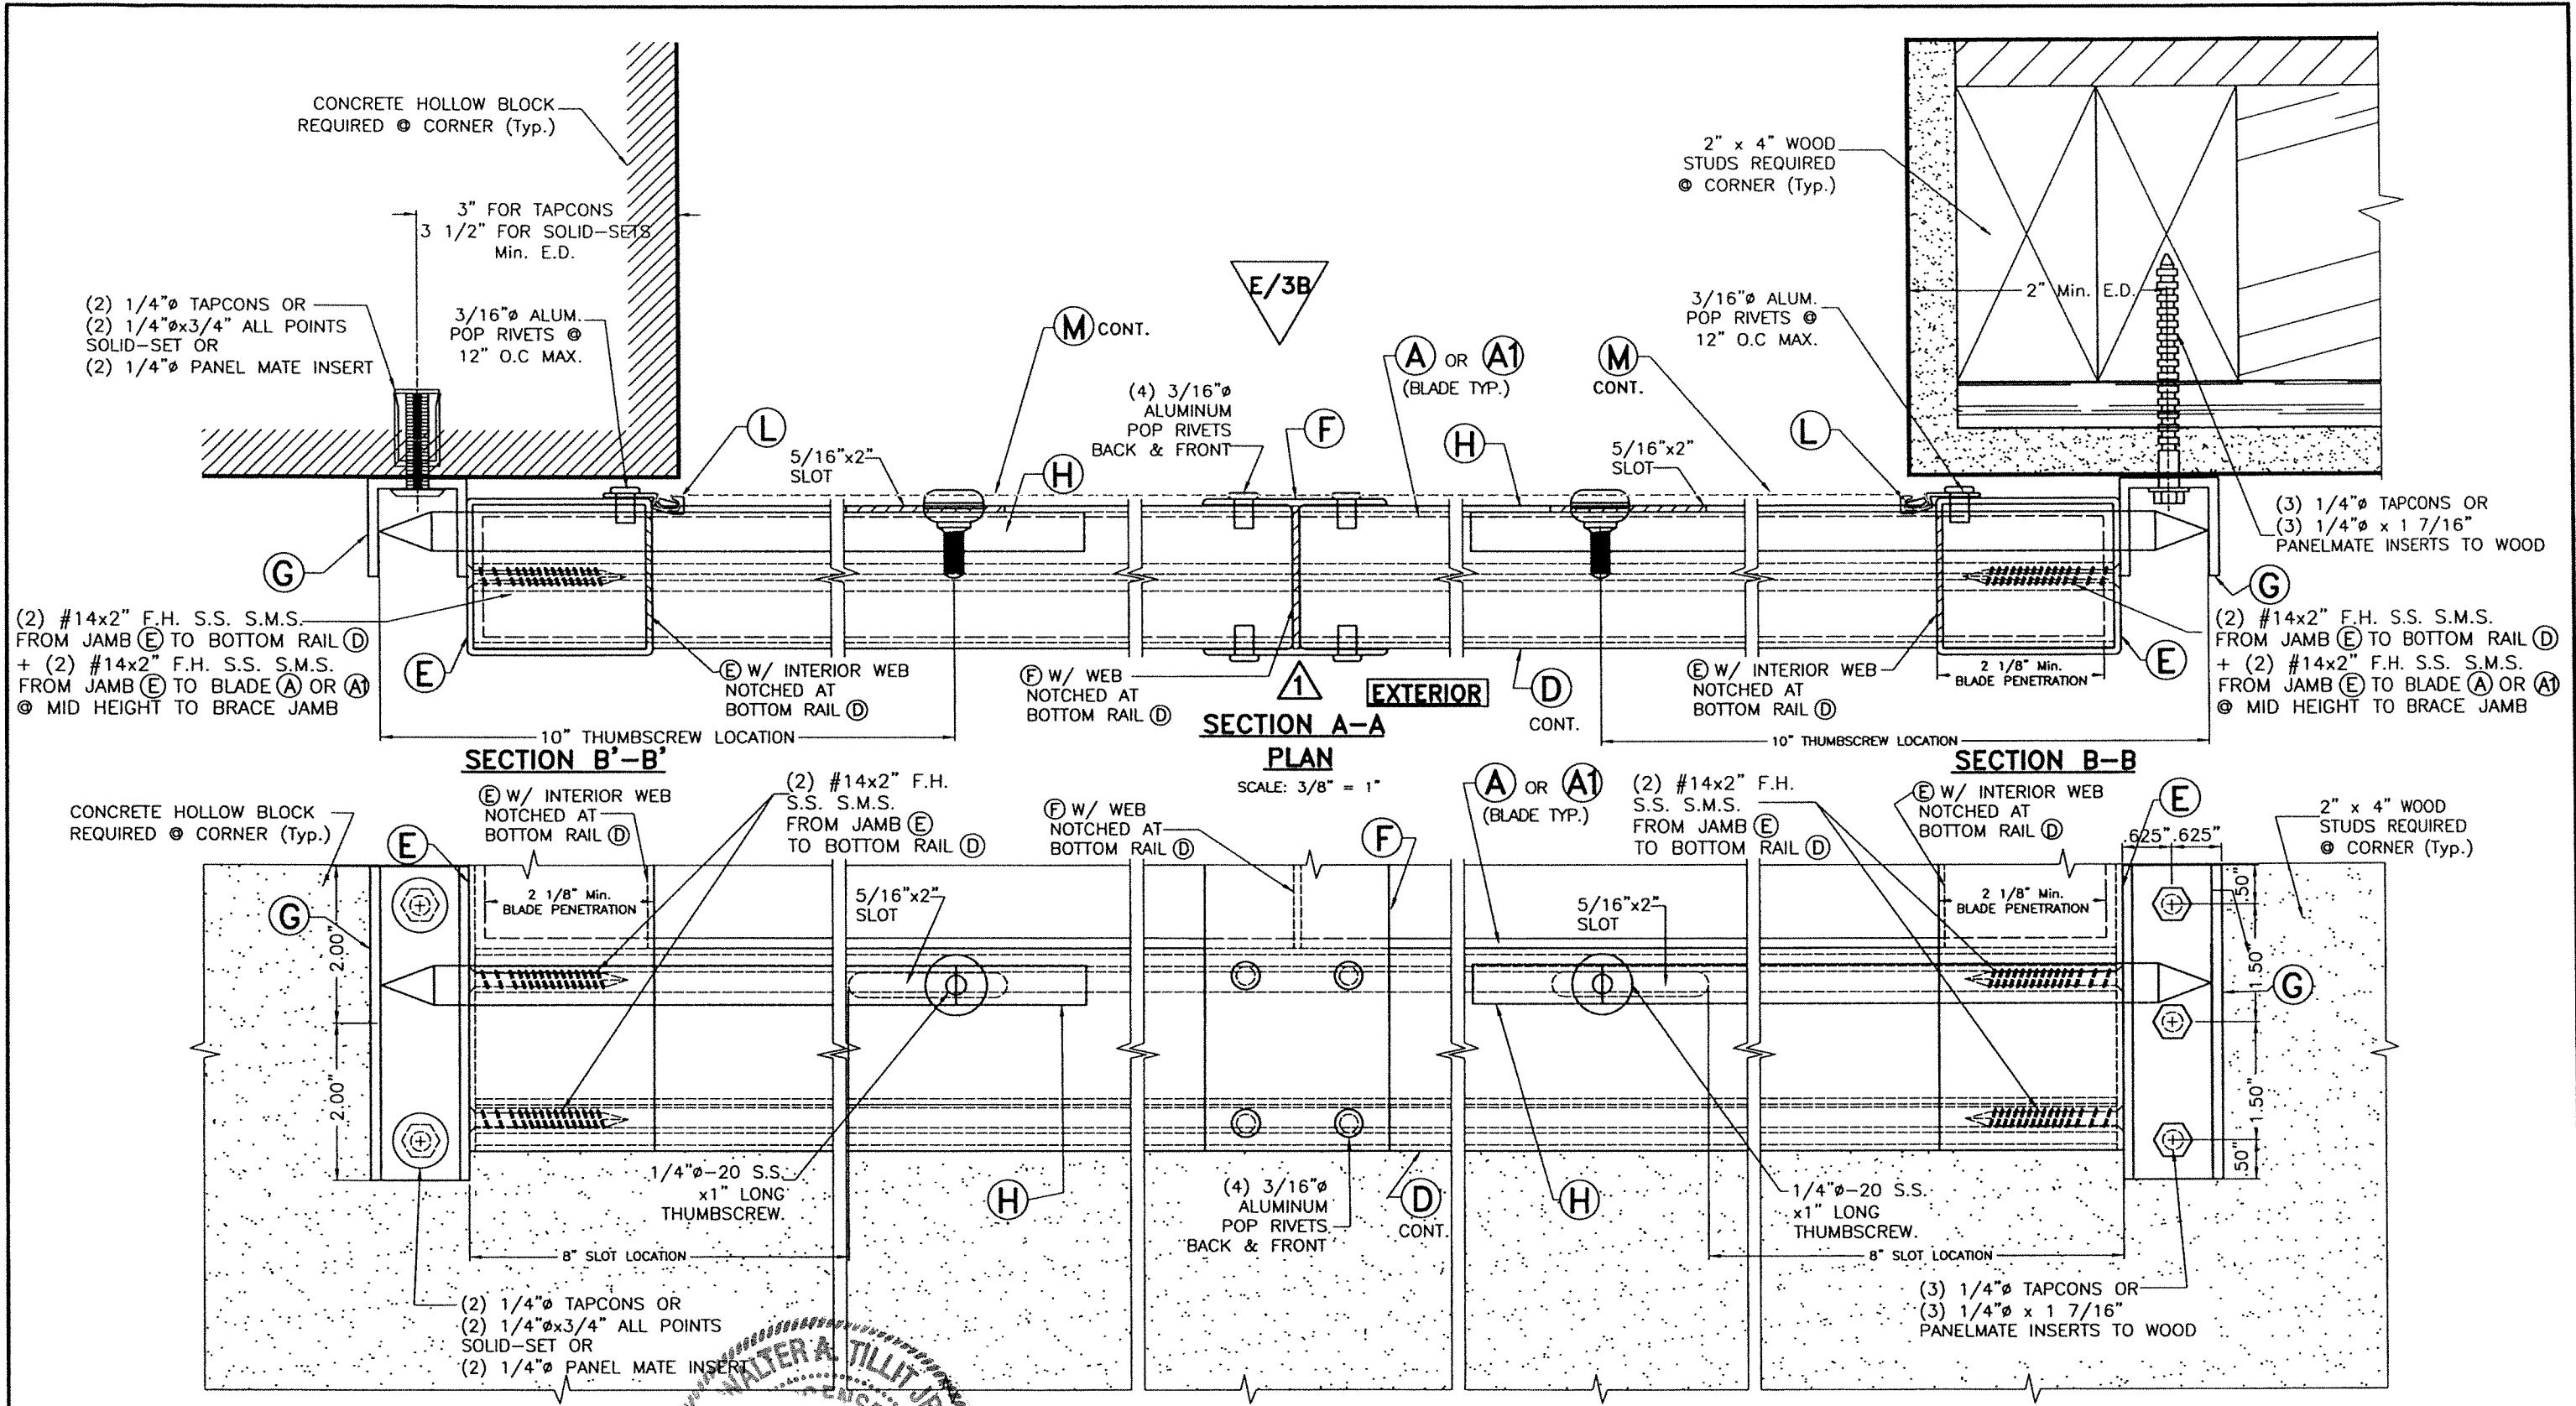 CONCRETE HOLLOW BLOCK
REQUIRED @ CORNER (Typ.)
3" FOR TAPCONS
3 1/2" FOR SOLID-SETS
Min. E.D.
(2) 1/4"ø TAPCONS OR
(2) 1/4"øx3/4" ALL POINTS
SOLID-SET OR
(2) 1/4"ø PANEL MATE INSERT
3/16"ø ALUM.
POP RIVETS @
12" O.C MAX.
L
5/16"x2"
SLOT
M CONT.
H
E/3B
(4) 3/16"ø
ALUMINUM
POP RIVETS
BACK & FRONT
F
A OR A1
(BLADE TYP.)
H
M
CONT.
5/16"x2"
SLOT
L
3/16"ø ALUM.
POP RIVETS @
12" O.C MAX.
2" x 4" WOOD
STUDS REQUIRED
@ CORNER (Typ.)
2" Min. E.D.
(3) 1/4"ø TAPCONS OR
(3) 1/4"ø x 1 7/16"
PANELMATE INSERTS TO WOOD
G
G
(2) #14x2" F.H. S.S. S.M.S.
FROM JAMB E TO BOTTOM RAIL D
+ (2) #14x2" F.H. S.S. S.M.S.
FROM JAMB E TO BLADE A OR A1
@ MID HEIGHT TO BRACE JAMB
E
E W/ INTERIOR WEB
NOTCHED AT
BOTTOM RAIL D
F W/ WEB
NOTCHED AT
BOTTOM RAIL D
1
EXTERIOR
D
CONT.
E W/ INTERIOR WEB
NOTCHED AT
BOTTOM RAIL D
2 1/8" Min.
BLADE PENETRATION
E
(2) #14x2" F.H. S.S. S.M.S.
FROM JAMB E TO BOTTOM RAIL D
+ (2) #14x2" F.H. S.S. S.M.S.
FROM JAMB E TO BLADE A OR A1
@ MID HEIGHT TO BRACE JAMB
10" THUMBSCREW LOCATION
SECTION B'-B'
SECTION A-A
PLAN
SCALE: 3/8" = 1"
10" THUMBSCREW LOCATION
SECTION B-B
CONCRETE HOLLOW BLOCK
REQUIRED @ CORNER (Typ.)
E
E W/ INTERIOR WEB
NOTCHED AT
BOTTOM RAIL D
(2) #14x2" F.H.
S.S. S.M.S.
FROM JAMB E
TO BOTTOM RAIL D
F W/ WEB
NOTCHED AT
BOTTOM RAIL D
F
A OR A1
(BLADE TYP.)
(2) #14x2" F.H.
S.S. S.M.S.
FROM JAMB E
TO BOTTOM RAIL D
E W/ INTERIOR WEB
NOTCHED AT
BOTTOM RAIL D
E
.625" .625"
2" x 4" WOOD
STUDS REQUIRED
@ CORNER (Typ.)
G
2.00"
2.00"
2 1/8" Min.
BLADE PENETRATION
5/16"x2"
SLOT
5/16"x2"
SLOT
2 1/8" Min.
BLADE PENETRATION
.50"
1.50"
1.50"
.50"
G
1/4"ø-20 S.S.
x1" LONG
THUMBSCREW.
H
(4) 3/16"ø
ALUMINUM
POP RIVETS
BACK & FRONT
D
CONT.
H
1/4"ø-20 S.S.
x1" LONG
THUMBSCREW.
8" SLOT LOCATION
8" SLOT LOCATION
(2) 1/4"ø TAPCONS OR
(2) 1/4"øx3/4" ALL POINTS
SOLID-SET OR
(2) 1/4"ø PANEL MATE INSERT
(3) 1/4"ø TAPCONS OR
(3) 1/4"ø x 1 7/16"
PANELMATE INSERTS TO WOOD
WALTER A. TILLIT JR.